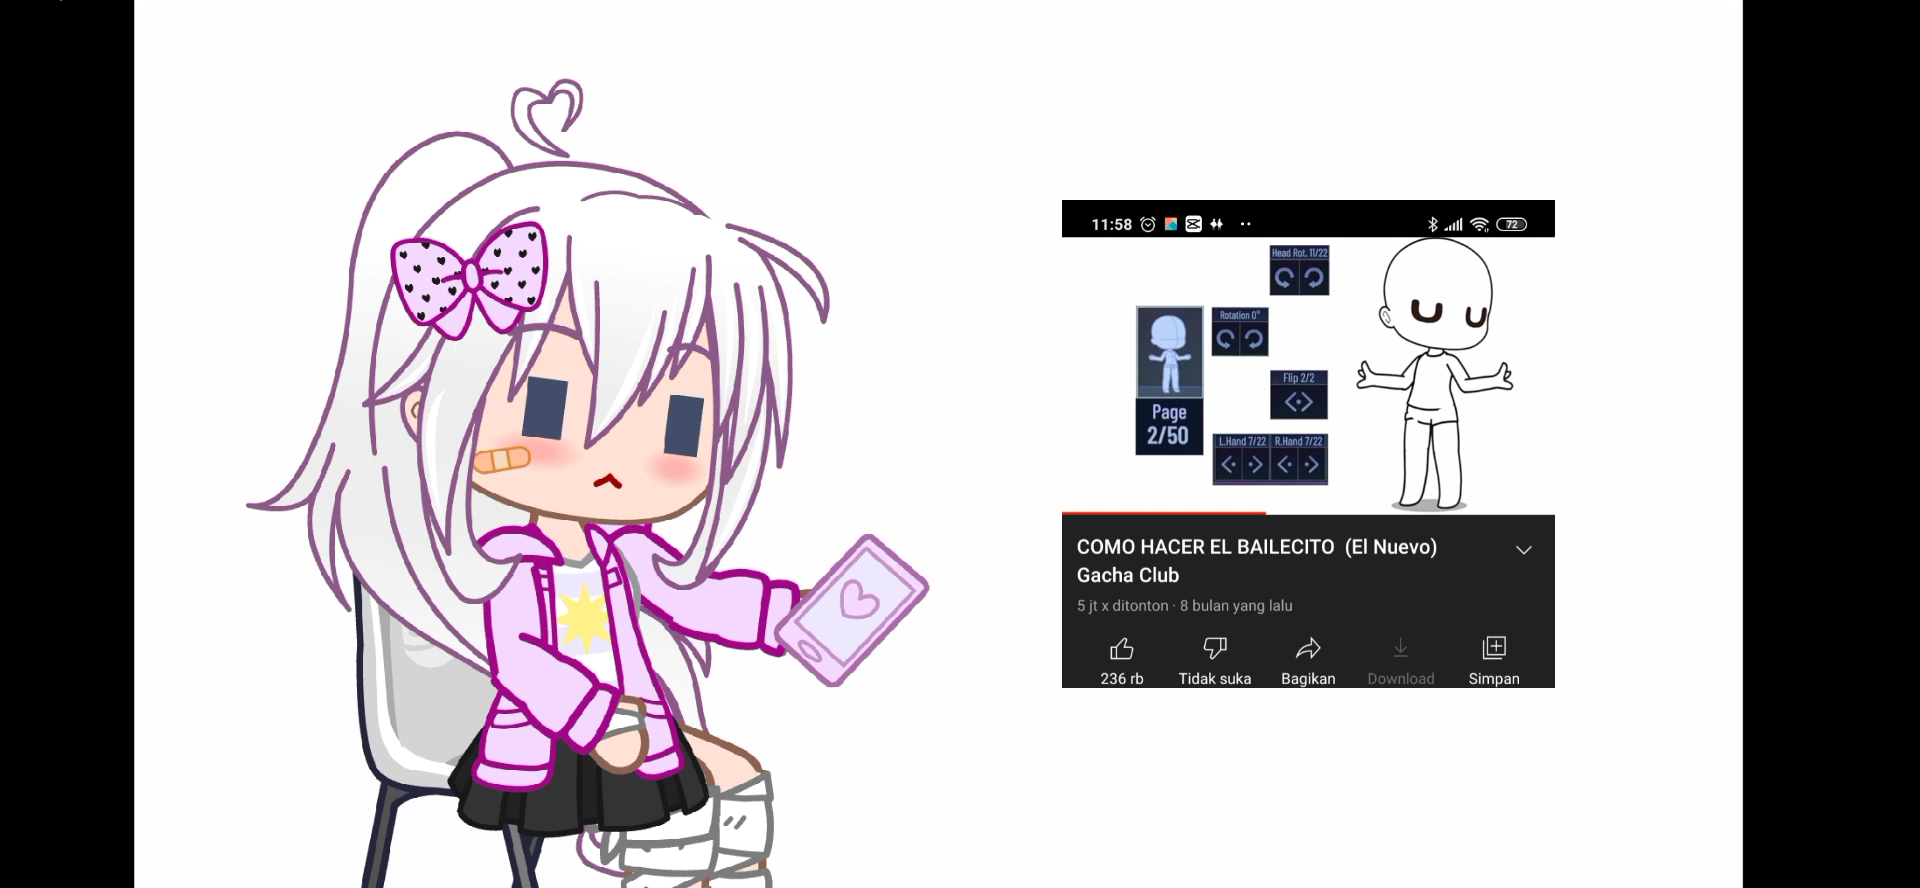 11:58
72
Head Rot. 11/22
Rotation 0°
Flip 2/2
Page
2/50
L.Hand 7/22 R.Hand 7/22
COMO HACER EL BAILECITO (El Nuevo)
Gacha Club
5 jt x ditonton · 8 bulan yang lalu
236 rb Tidak suka Bagikan Download Simpan